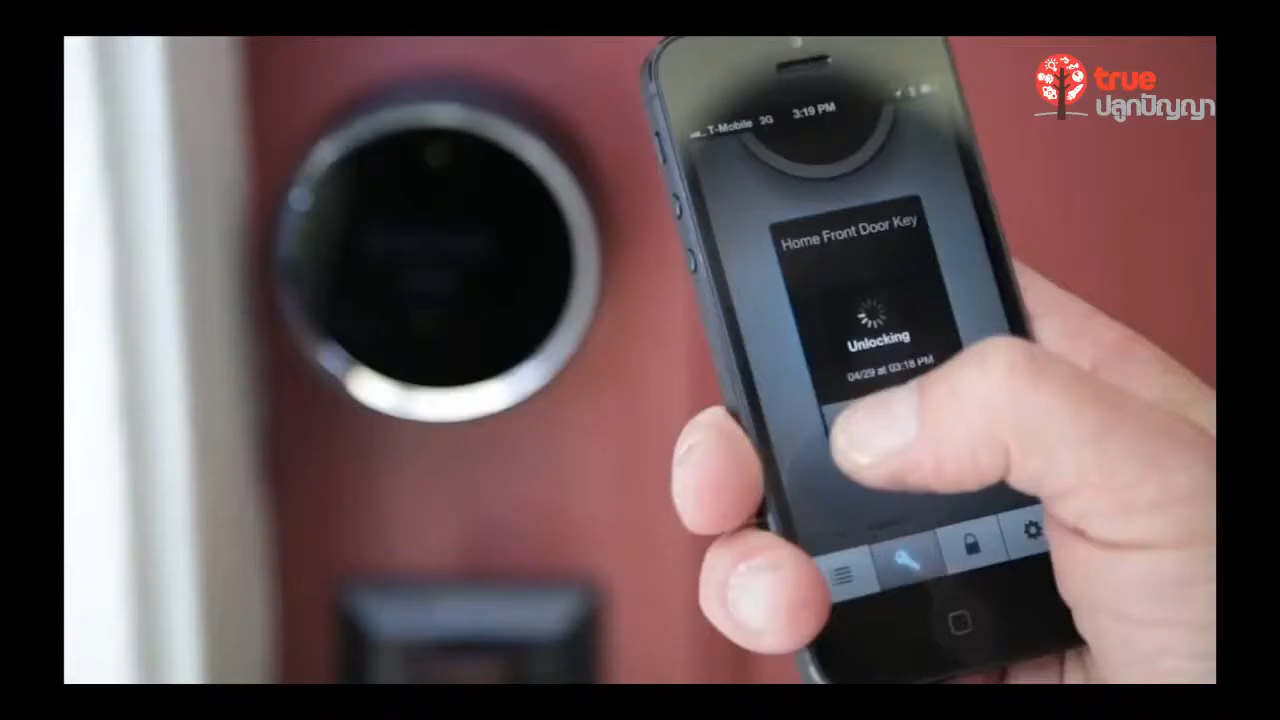 true
ปลูกปัญญา
T-Mobile 3G 3:19 PM
Home Front Door Key
Unlocking
04/29 at 03:18 PM